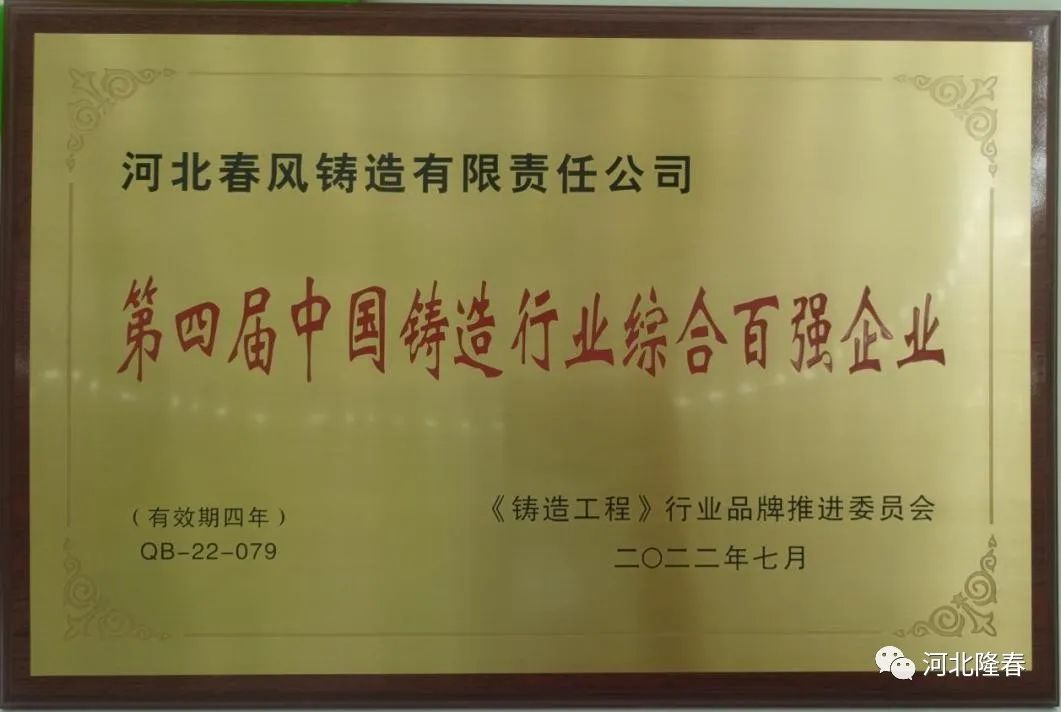 河北春风铸造有限责任公司
第四届中国铸造行业综合百强企业
（有效期四年）
QB-22-079
《铸造工程》行业品牌推进委员会
二〇二二年七月
河北隆春